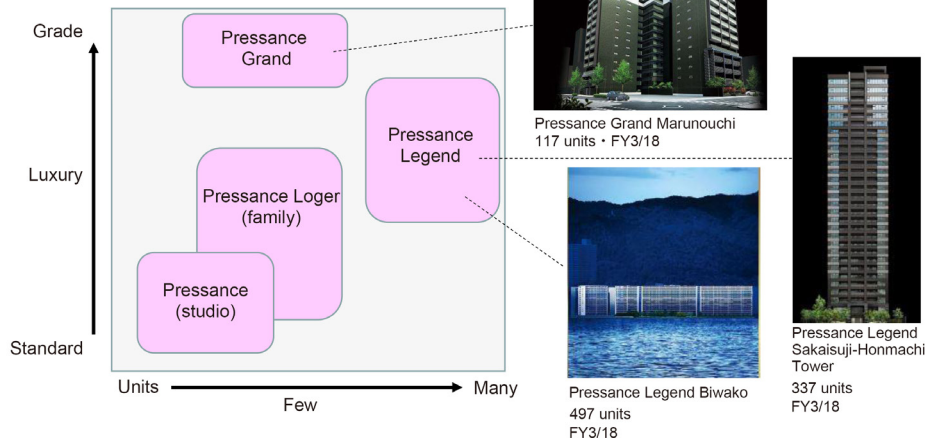 Grade
Luxury
Standard
Pressance
Grand
Pressance
Legend
Pressance Loger
(family)
Pressance
(studio)
Units
Few
Many
Pressance Grand Marunouchi
117 units・FY3/18
Pressance Legend Biwako
497 units
FY3/18
Pressance Legend
Sakaisuji-Honmachi
Tower
337 units
FY3/18